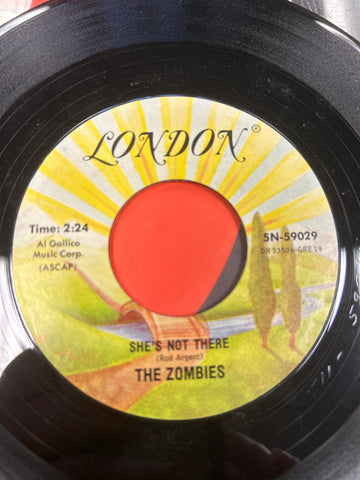 LONDON
Time: 2:24
Al Gallico
Music Corp.
(ASCAP)
5N-59029
SHE'S NOT THERE
(Rod Argent)
THE ZOMBIES